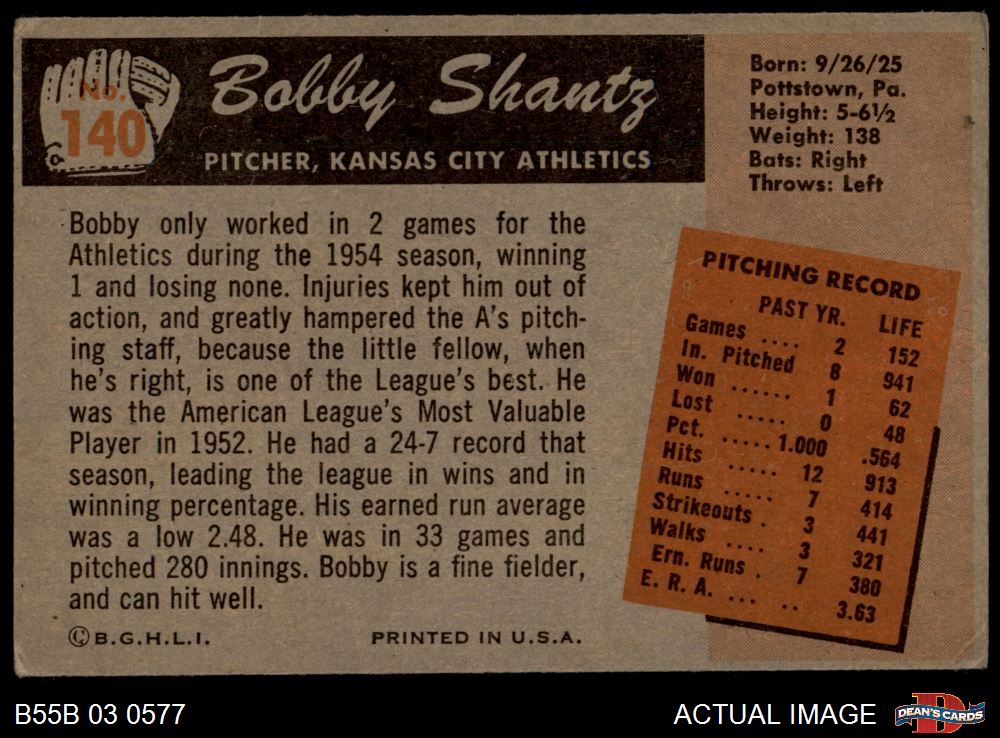 No.
140
Bobby Shantz
PITCHER, KANSAS CITY ATHLETICS
Born: 9/26/25
Pottstown, Pa.
Height: 5-6½
Weight: 138
Bats: Right
Throws: Left
Bobby only worked in 2 games for the
Athletics during the 1954 season, winning
1 and losing none. Injuries kept him out of
action, and greatly hampered the A's pitch-
ing staff, because the little fellow, when
he's right, is one of the League's best. He
was the American League's Most Valuable
Player in 1952. He had a 24-7 record that
season, leading the league in wins and in
winning percentage. His earned run average
was a low 2.48. He was in 33 games and
pitched 280 innings. Bobby is a fine fielder,
and can hit well.
©B.G.H.L.I. PRINTED IN U.S.A.
PITCHING RECORD
PAST YR. LIFE
Games .... 2 152
In. Pitched 8 941
Won ...... 1 62
Lost ..... 0 48
Pct. ..... 1.000 .564
Hits ..... 12 913
Runs ..... 7 414
Strikeouts . 3 441
Walks .... 3 321
Ern. Runs . 7 380
E. R. A. ... .. 3.63
B55B 03 0577
ACTUAL IMAGE
D
DEAN'S CARDS